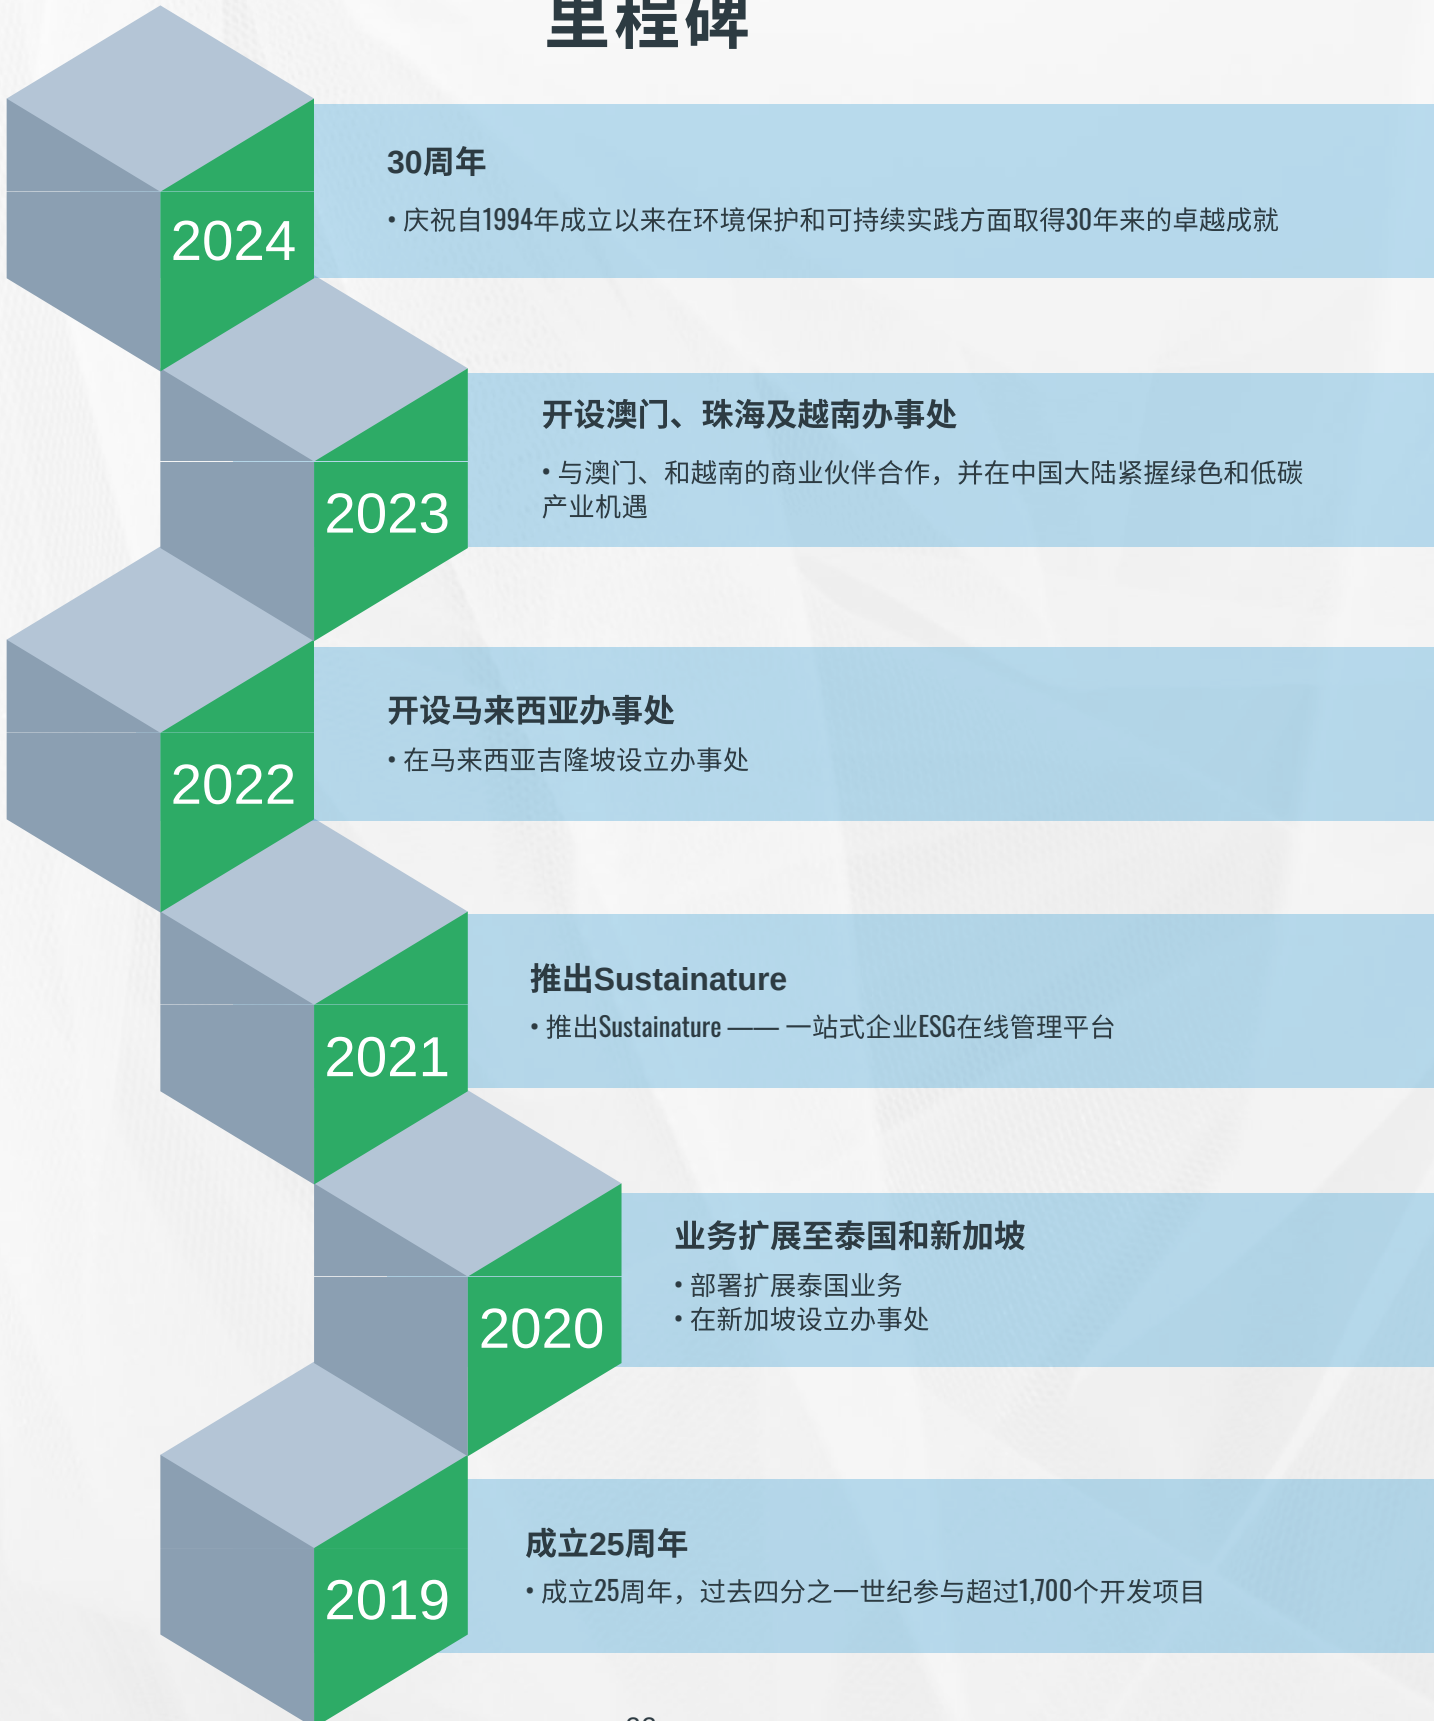 里程碑
30周年
• 庆祝自1994年成立以来在环境保护和可持续实践方面取得30年来的卓越成就
2024
开设澳门、珠海及越南办事处
• 与澳门、和越南的商业伙伴合作，并在中国大陆紧握绿色和低碳
产业机遇
2023
开设马来西亚办事处
• 在马来西亚吉隆坡设立办事处
2022
推出Sustainature
• 推出Sustainature —— 一站式企业ESG在线管理平台
2021
业务扩展至泰国和新加坡
• 部署扩展泰国业务
• 在新加坡设立办事处
2020
成立25周年
• 成立25周年，过去四分之一世纪参与超过1,700个开发项目
2019